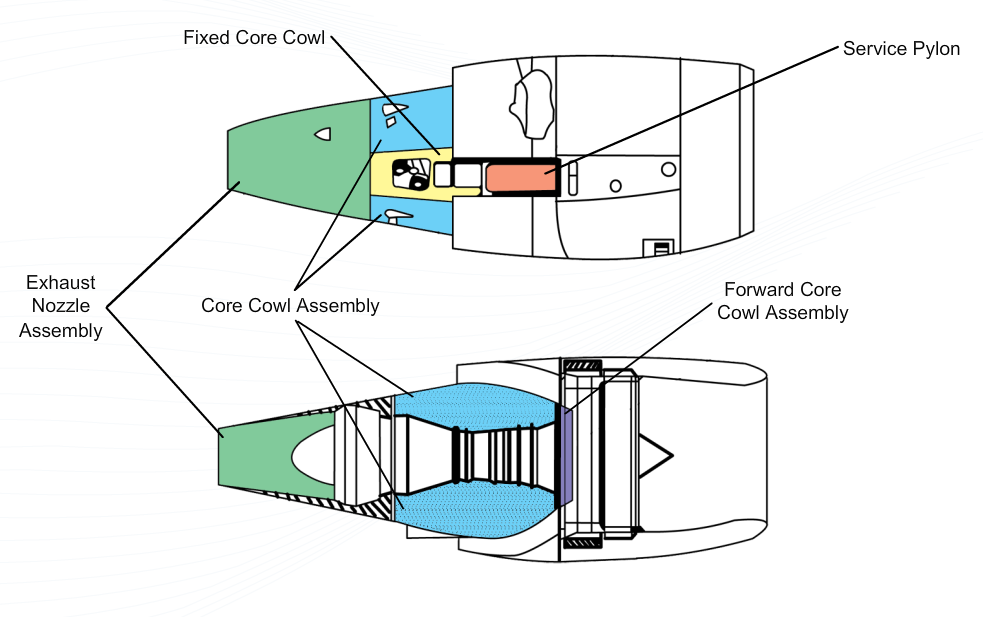 Fixed Core Cowl
Service Pylon
Exhaust
Nozzle
Assembly
Core Cowl Assembly
Forward Core
Cowl Assembly